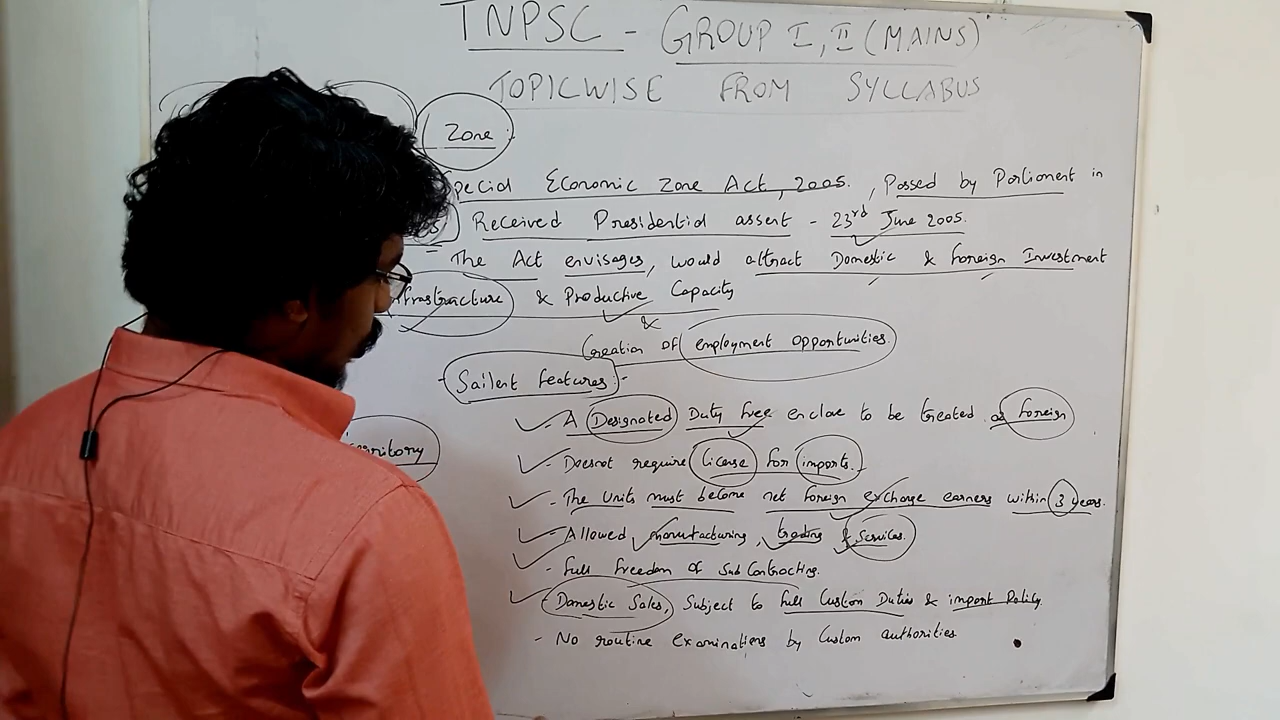 TNPSC - GROUP I, II (MAINS)
TOPICWISE FROM SYLLABUS
Zone :-
pecial Economic Zone Act, 2005. , Passed by Parliament in
Received Presidential assert - 23rd June 2005.
- The Act envisages, would attract Domestic & foreign Investment
frastructure & Productive Capacity
&
Creation of employment opportunities.
- Sailent features. -
- A Designated Duty free enclave to be treated as foreign
erritory
- Doesnot require license for imports.
- The Units must become net foreign exchange earners within 3 years.
- Allowed manufacturing, trading & Services.
- full freedom of Sub Contracting.
- Domestic Sales, Subject to full Custom Duties & import Policy.
- No routine examinations by Custom authorities